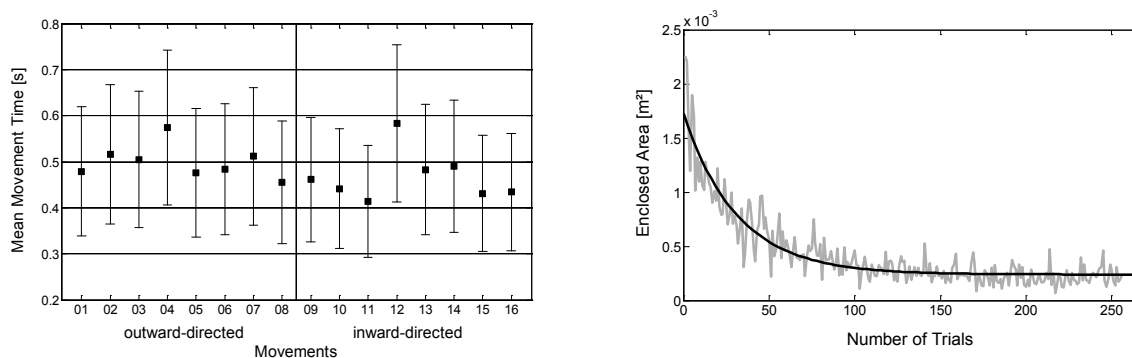 Mean Movement Time [s]
0.8
0.7
0.6
0.5
0.4
0.3
0.2
01 02 03 04 05 06 07 08 09 10 11 12 13 14 15 16
outward-directed inward-directed
Movements
x 10⁻³
Enclosed Area [m²]
2.5
2
1.5
1
0.5
0
0 50 100 150 200 250
Number of Trials